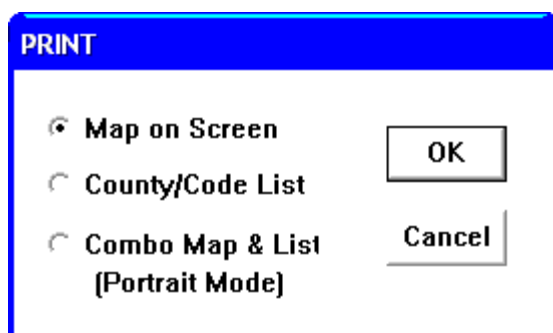 PRINT
Map on Screen
OK
County/Code List
Combo Map & List
Cancel
(Portrait Mode)